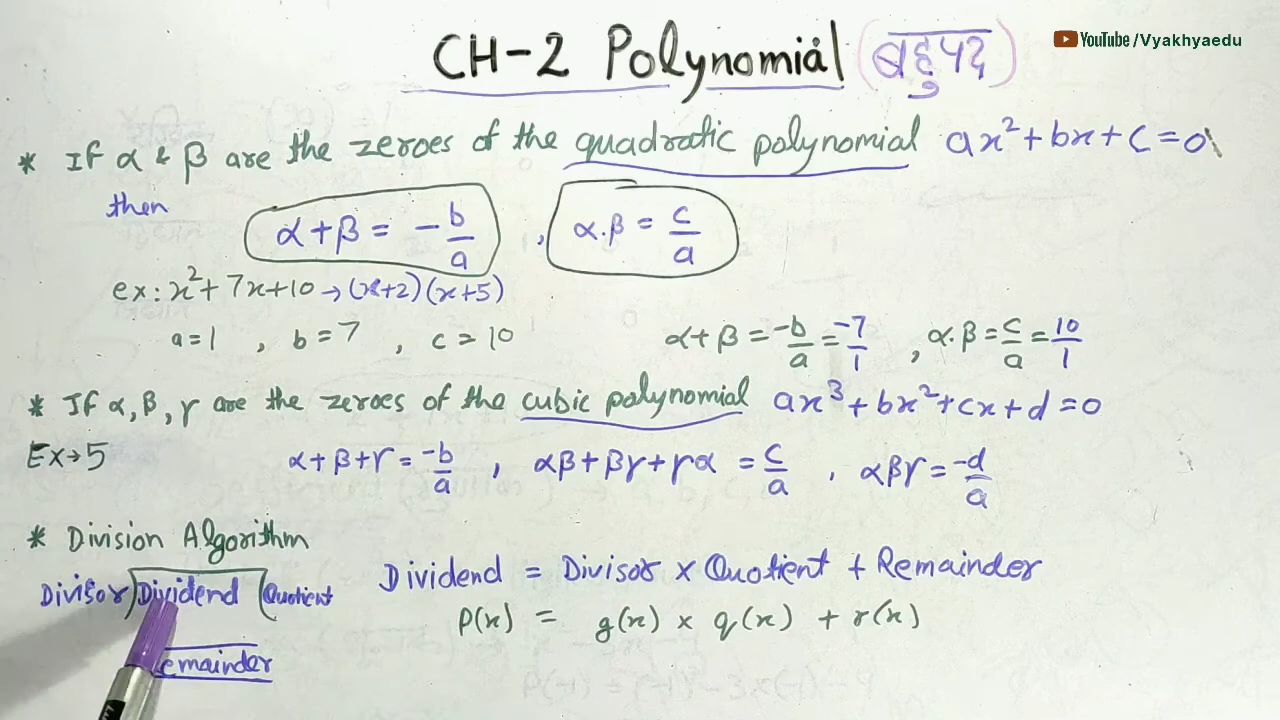 CH-2 Polynomial (बहुपद)
YouTube /Vyakhyaedu
* If α & β are the zeroes of the quadratic polynomial ax²+bx+c=0
then α+β = -b/a , α.β = c/a
ex: x²+7x+10→(x+2)(x+5)
a=1 , b=7 , c=10 α+β=-b/a=-7/1 , α.β=c/a=10/1
* If α,β,γ are the zeroes of the cubic polynomial ax³+bx²+cx+d=0
Ex→5 α+β+γ=-b/a , αβ+βγ+γα=c/a , αβγ=-d/a
* Division Algorithm
Divisor)Dividend(Quotient Dividend = Divisor × Quotient + Remainder
P(x) = g(x) × q(x) + r(x)
emainder